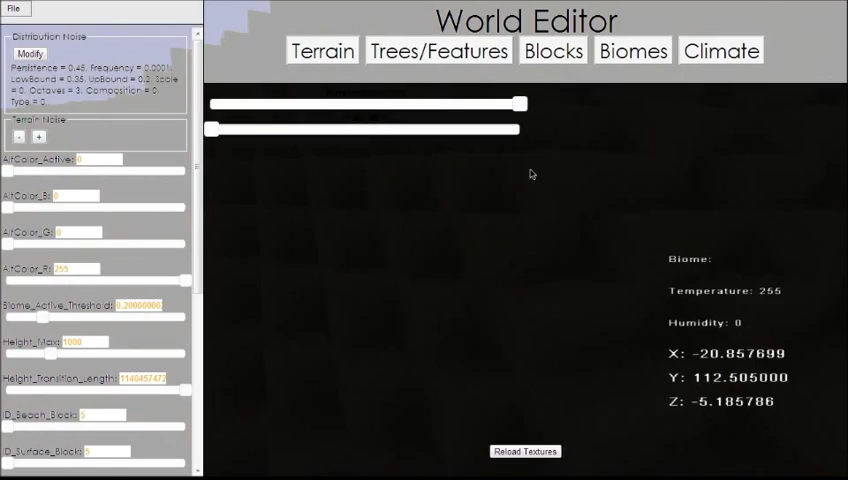 File
World Editor
Terrain Trees/Features Blocks Biomes Climate
Distribution Noise
Modify
Persistence = 0.45, Frequency = 0.0001
LowBound = 0.35, UpBound = 0.2, Scale
= 0, Octaves = 3, Composition = 0,
Type = 0
Terrain Noise
- +
AltColor_Active: 0
AltColor_B: 0
AltColor_G: 0
AltColor_R: 255
Biome_Active_Threshold: 0.20000000
Height_Max: 1000
Height_Transition_Length: 1140457472
ID_Beach_Block: 5
ID_Surface_Block: 5
Biome:
Temperature: 255
Humidity: 0
X: -20.857699
Y: 112.505000
Z: -5.185786
Reload Textures